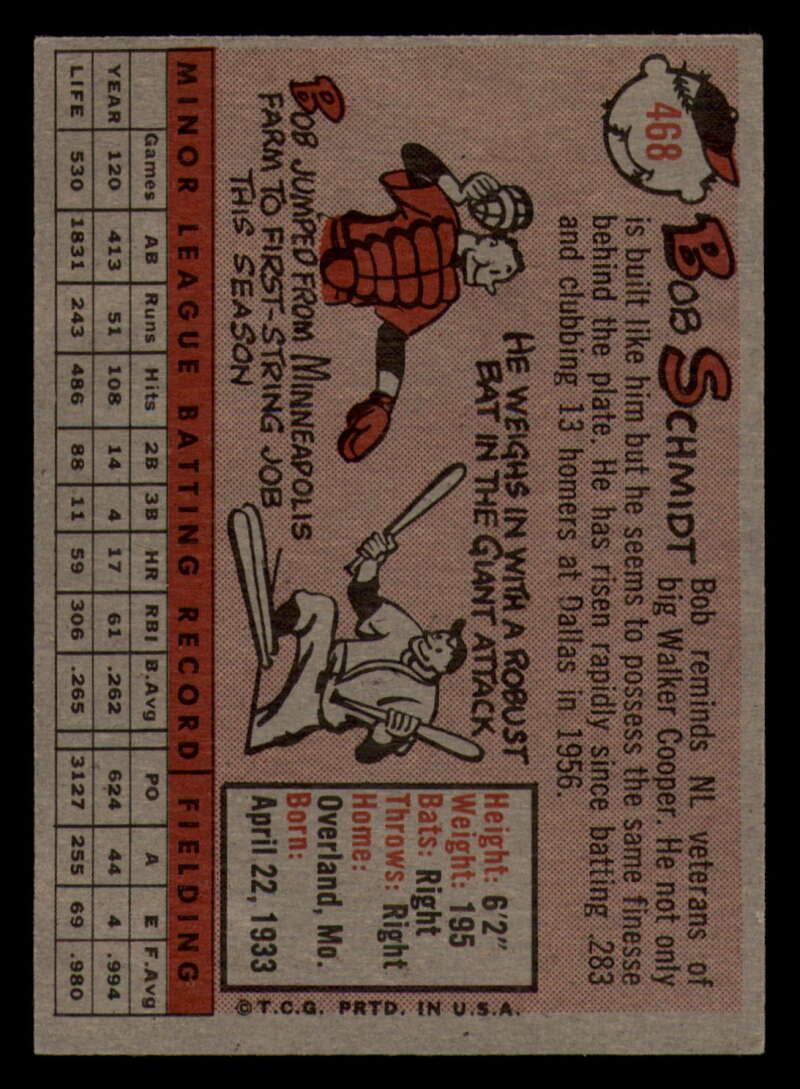 468
BOB SCHMIDT
Bob reminds NL veterans of
big Walker Cooper. He not only
is built like him but he seems to possess the same finesse
behind the plate. He has risen rapidly since batting .283
and clubbing 13 homers at Dallas in 1956.
HE WEIGHS IN WITH A ROBUST
BAT IN THE GIANT ATTACK
BOB JUMPED FROM MINNEAPOLIS
FARM TO FIRST-STRING JOB
THIS SEASON
Height: 6'2"
Weight: 195
Bats: Right
Throws: Right
Home:
Overland, Mo.
Born:
April 22, 1933
© T.C.G. PRTD. IN U.S.A.
MINOR LEAGUE BATTING RECORD FIELDING
Games AB Runs Hits 2B 3B HR RBI B.Avg PO A E F.Avg
YEAR 120 413 51 108 14 4 17 61 .262 624 44 4 .994
LIFE 530 1831 243 486 88 11 59 306 .265 3127 255 69 .980